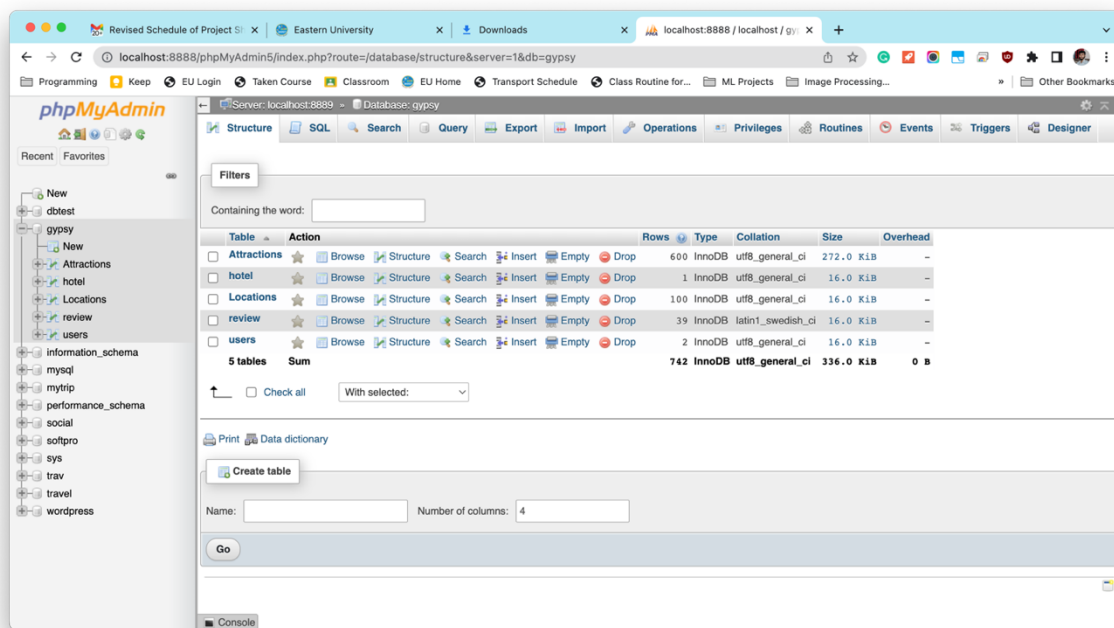 Revised Schedule of Project S
Eastern University
Downloads
localhost:8888 / localhost / gy
localhost:8888/phpMyAdmin5/index.php?route=/database/structure&server=1&db=gypsy
Programming Keep EU Login Taken Course Classroom EU Home Transport Schedule Class Routine for... ML Projects Image Processing... » Other Bookmarks
phpMyAdmin
Recent Favorites
New
dbtest
gypsy
New
Attractions
hotel
Locations
review
users
information_schema
mysql
mytrip
performance_schema
social
softpro
sys
trav
travel
wordpress
Server: localhost:8889 » Database: gypsy
Structure SQL Search Query Export Import Operations Privileges Routines Events Triggers Designer
Filters
Containing the word:
Table Action Rows Type Collation Size Overhead
Attractions Browse Structure Search Insert Empty Drop 600 InnoDB utf8_general_ci 272.0 KiB -
hotel Browse Structure Search Insert Empty Drop 1 InnoDB utf8_general_ci 16.0 KiB -
Locations Browse Structure Search Insert Empty Drop 100 InnoDB utf8_general_ci 16.0 KiB -
review Browse Structure Search Insert Empty Drop 39 InnoDB latin1_swedish_ci 16.0 KiB -
users Browse Structure Search Insert Empty Drop 2 InnoDB utf8_general_ci 16.0 KiB -
5 tables Sum 742 InnoDB utf8_general_ci 336.0 KiB 0 B
Check all With selected:
Print Data dictionary
Create table
Name: Number of columns: 4
Go
Console